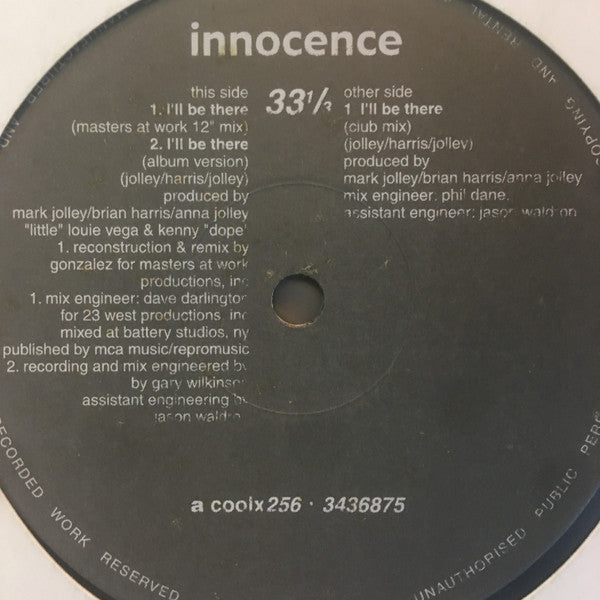 innocence
this side
1. I'll be there
(masters at work 12" mix)
2. I'll be there
(album version)
(jolley/harris/jolley)
produced by
mark jolley/brian harris/anna jolley
"little" louie vega & kenny "dope"
1. reconstruction & remix by
gonzalez for masters at work
productions, inc
1. mix engineer: dave darlington
for 23 west productions, inc
mixed at battery studios, ny
published by mca music/repromusic
2. recording and mix engineered by
by gary wilkinson
assistant engineering by
jason waldron
33⅓
other side
1 I'll be there
(club mix)
(jolley/harris/jolley)
produced by
mark jolley/brian harris/anna jolley
mix engineer: phil dane.
assistant engineer: jason waldron
a coolx256 · 3436875
RECORDED WORK RESERVED
UNAUTHORISED PUBLIC
COPYING AND RENTAL